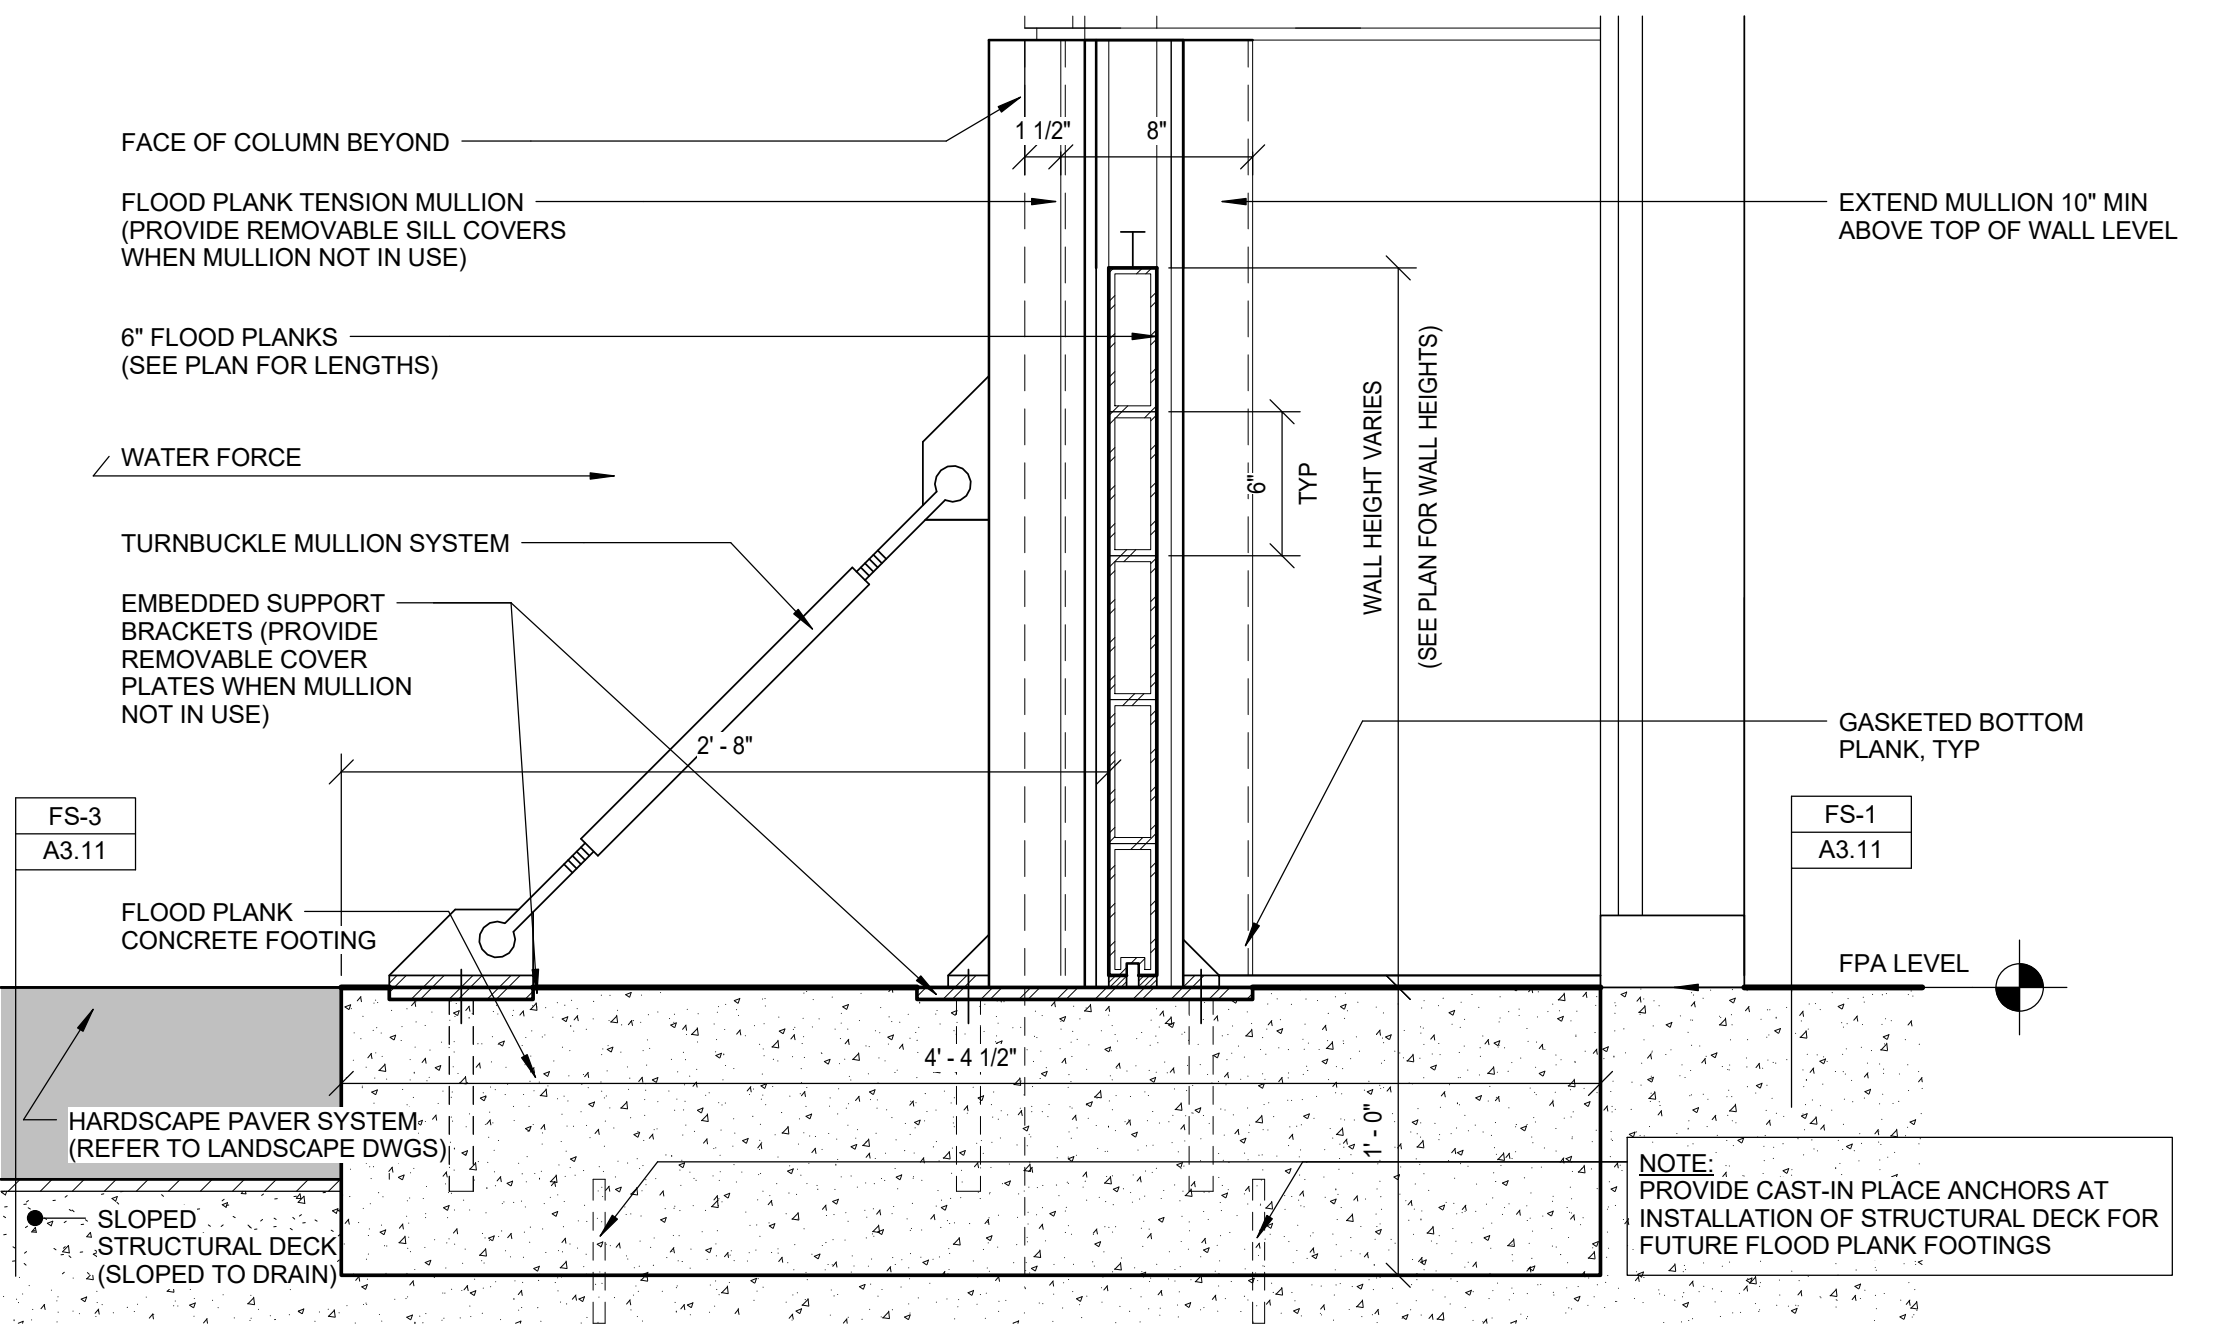 FACE OF COLUMN BEYOND
1 1/2"
8"
FLOOD PLANK TENSION MULLION
(PROVIDE REMOVABLE SILL COVERS
WHEN MULLION NOT IN USE)
EXTEND MULLION 10" MIN
ABOVE TOP OF WALL LEVEL
6" FLOOD PLANKS
(SEE PLAN FOR LENGTHS)
WATER FORCE
6"
TYP
WALL HEIGHT VARIES
(SEE PLAN FOR WALL HEIGHTS)
TURNBUCKLE MULLION SYSTEM
EMBEDDED SUPPORT
BRACKETS (PROVIDE
REMOVABLE COVER
PLATES WHEN MULLION
NOT IN USE)
2' - 8"
GASKETED BOTTOM
PLANK, TYP
FS-3
A3.11
FS-1
A3.11
FLOOD PLANK
CONCRETE FOOTING
FPA LEVEL
4' - 4 1/2"
1' - 0"
HARDSCAPE PAVER SYSTEM
(REFER TO LANDSCAPE DWGS)
SLOPED
STRUCTURAL DECK
(SLOPED TO DRAIN)
NOTE:
PROVIDE CAST-IN PLACE ANCHORS AT
INSTALLATION OF STRUCTURAL DECK FOR
FUTURE FLOOD PLANK FOOTINGS